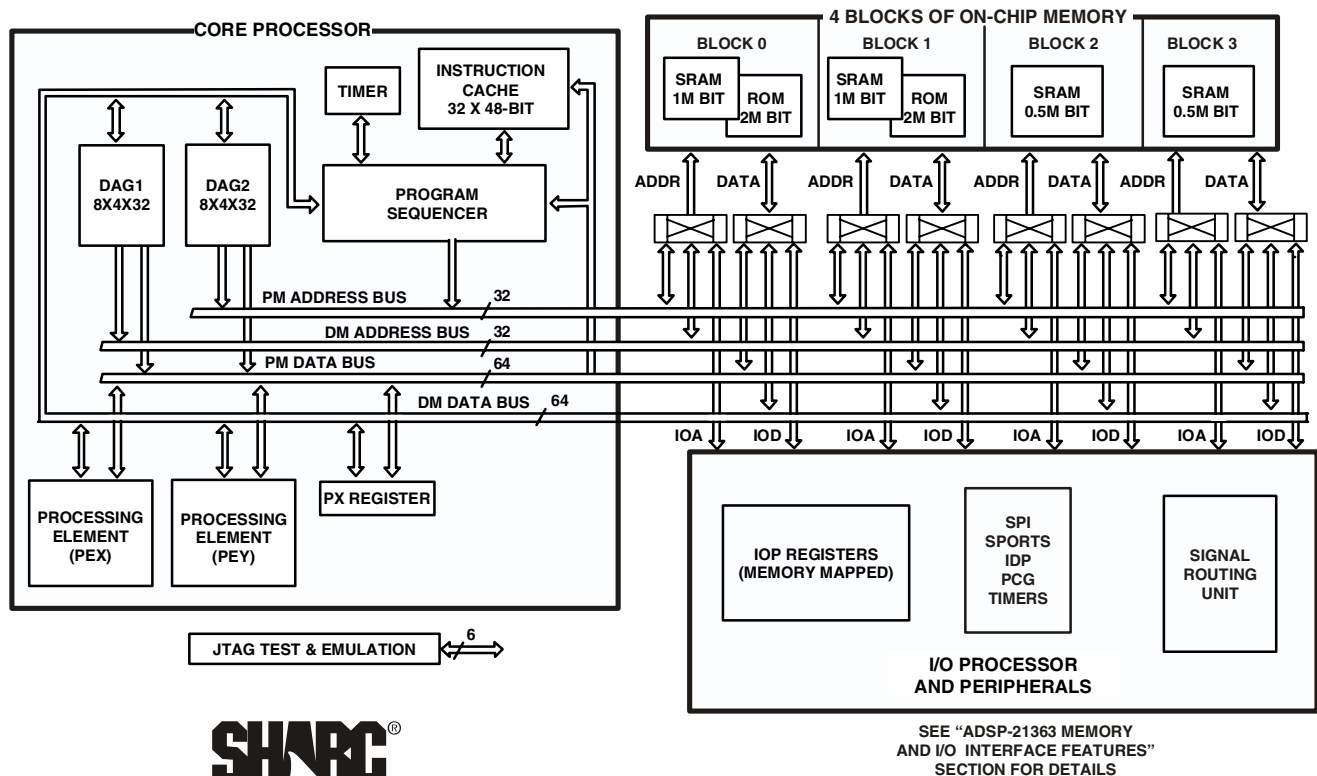 CORE PROCESSOR
TIMER
INSTRUCTION
CACHE
32 X 48-BIT
DAG1
8X4X32
DAG2
8X4X32
PROGRAM
SEQUENCER
PM ADDRESS BUS
32
DM ADDRESS BUS
32
PM DATA BUS
64
DM DATA BUS
64
PROCESSING
ELEMENT
(PEX)
PROCESSING
ELEMENT
(PEY)
PX REGISTER
JTAG TEST & EMULATION
6
4 BLOCKS OF ON-CHIP MEMORY
BLOCK 0
BLOCK 1
BLOCK 2
BLOCK 3
SRAM
1M BIT
ROM
2M BIT
SRAM
1M BIT
ROM
2M BIT
SRAM
0.5M BIT
SRAM
0.5M BIT
ADDR
DATA
ADDR
DATA
ADDR
DATA
ADDR
DATA
IOA
IOD
IOA
IOD
IOA
IOD
IOA
IOD
IOP REGISTERS
(MEMORY MAPPED)
SPI
SPORTS
IDP
PCG
TIMERS
SIGNAL
ROUTING
UNIT
I/O PROCESSOR
AND PERIPHERALS
SEE “ADSP-21363 MEMORY
AND I/O INTERFACE FEATURES”
SECTION FOR DETAILS
SHARC®